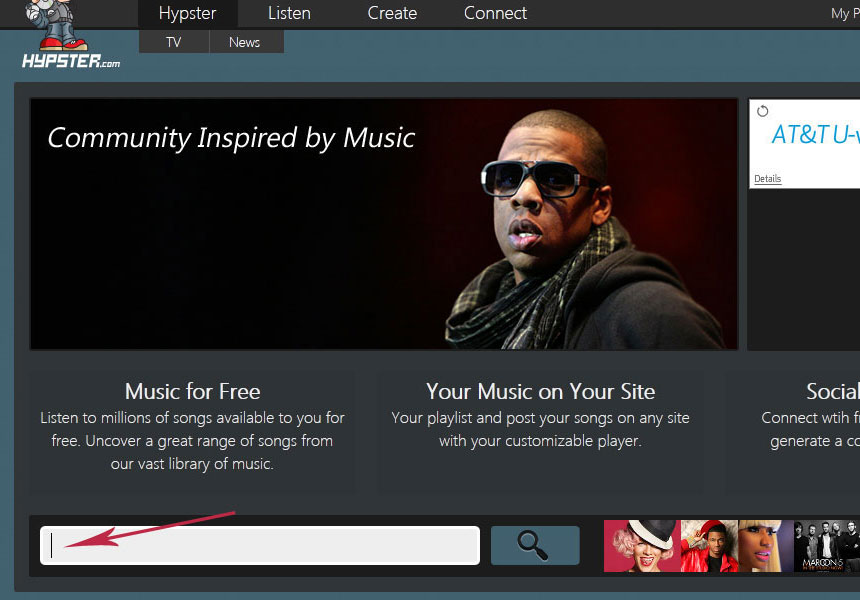 Hypster Listen Create Connect My P
TV News
HYPSTER.com
Community Inspired by Music
AT&T U-v
Details
Music for Free
Listen to millions of songs available to you for
free. Uncover a great range of songs from
our vast library of music.
Your Music on Your Site
Your playlist and post your songs on any site
with your customizable player.
Social
Connect wtih fr
generate a co
MAROON 5